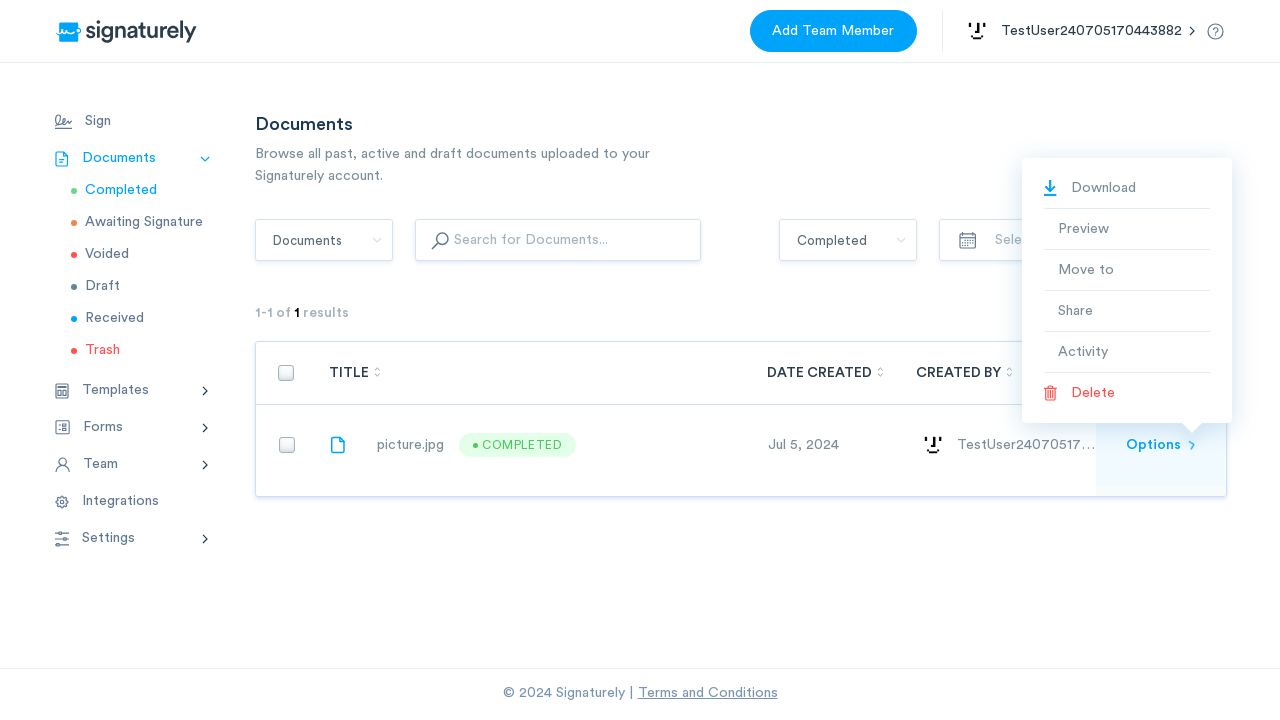 signaturely
Add Team Member
TestUser240705170443882
Sign
Documents
Completed
Awaiting Signature
Voided
Draft
Received
Trash
Templates
Forms
Team
Integrations
Settings
Documents
Browse all past, active and draft documents uploaded to your
Signaturely account.
Documents
Search for Documents...
Completed
Sele
1-1 of 1 results
TITLE
DATE CREATED
CREATED BY
picture.jpg
COMPLETED
Jul 5, 2024
TestUser24070517...
Options
Download
Preview
Move to
Share
Activity
Delete
© 2024 Signaturely | Terms and Conditions